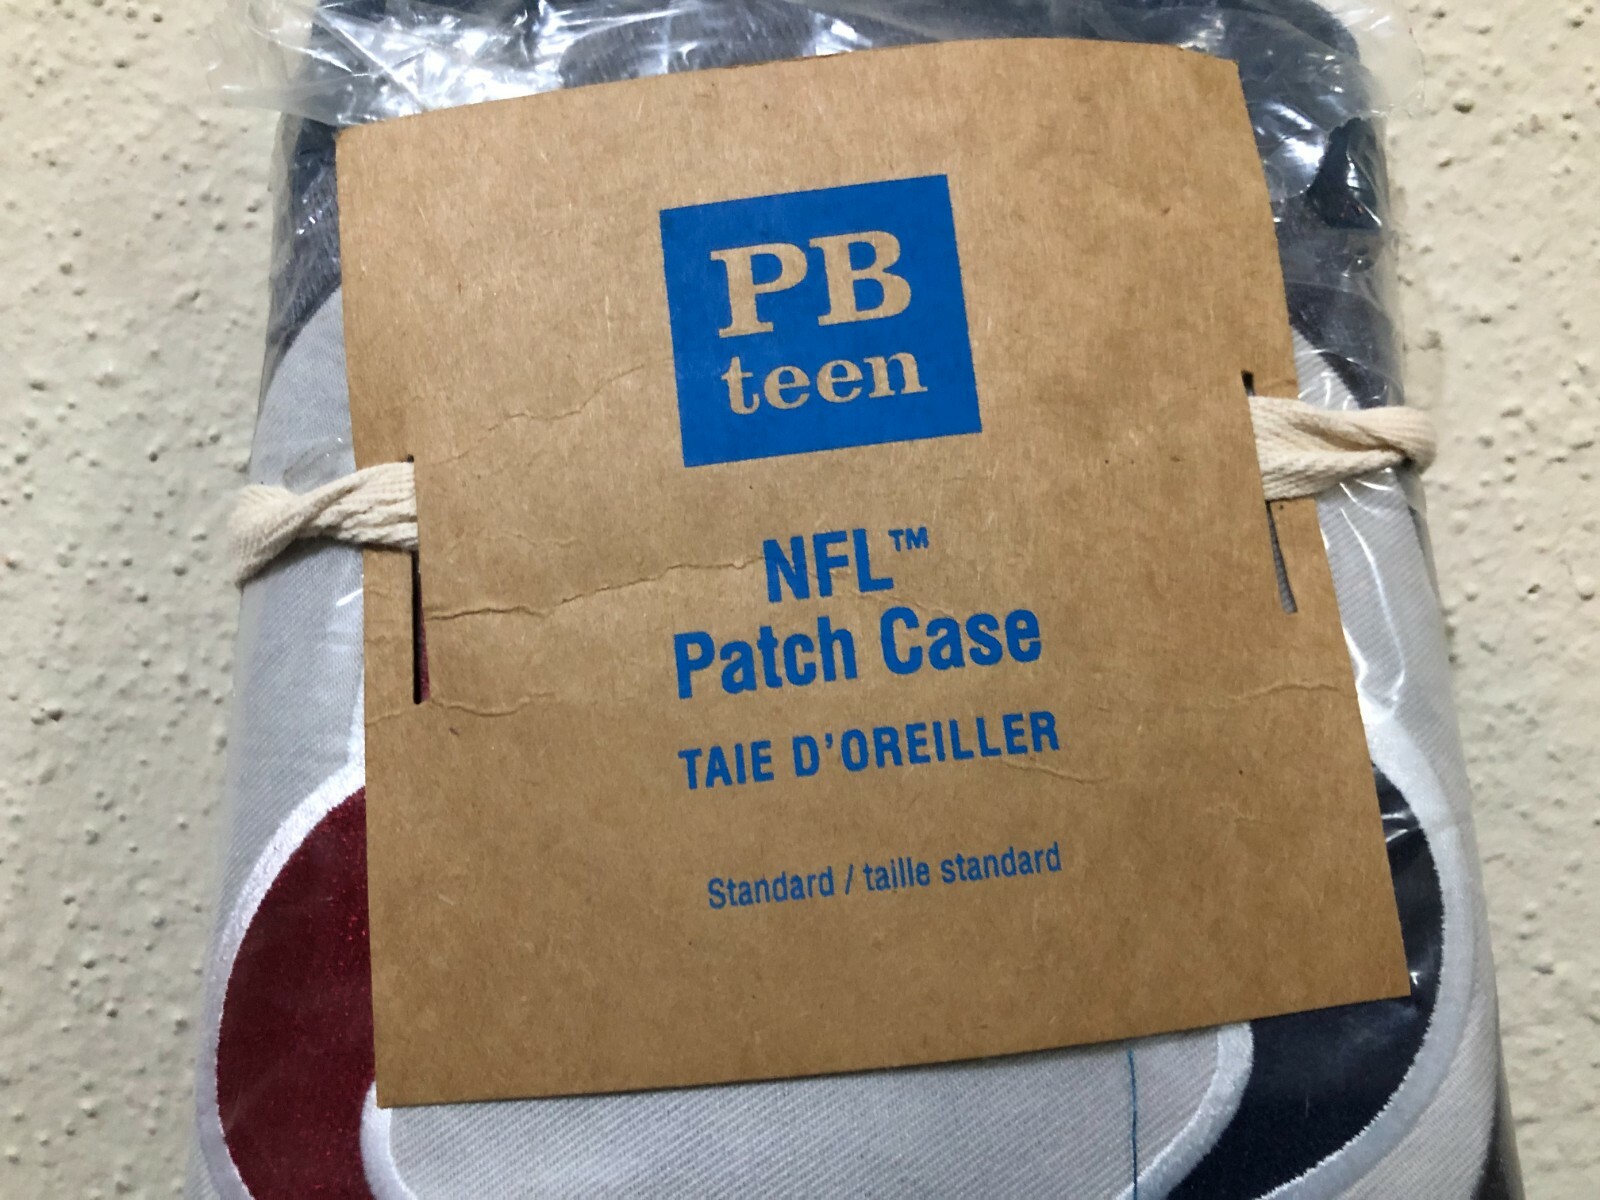 PB
teen
NFL™
Patch Case
TAIE D'OREILLER
Standard / taille standard